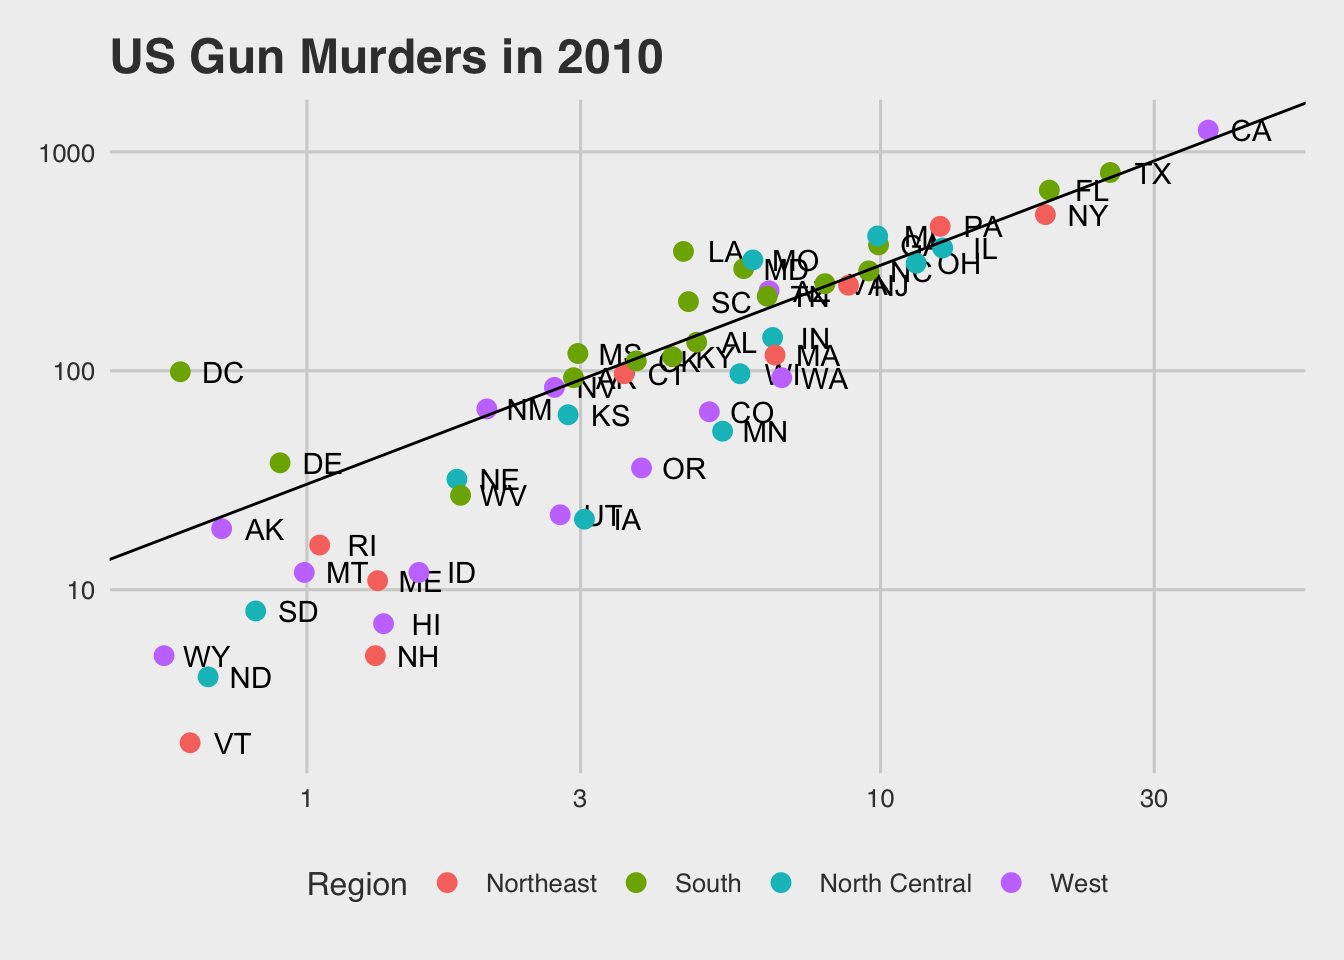 US Gun Murders in 2010
1000
100
10
CA
TX
FL
NY
PA
IL
OH
NC
NJ
LA
MO
MD
SC
TN
IN
MA
AL
KY
MS
CT
WI
WA
DC
NV
NM
KS
CO
MN
DE
NE
WV
OR
UT
IA
AK
RI
MT
ME
ID
SD
HI
WY
NH
ND
VT
1 3 10 30
Region Northeast South North Central West